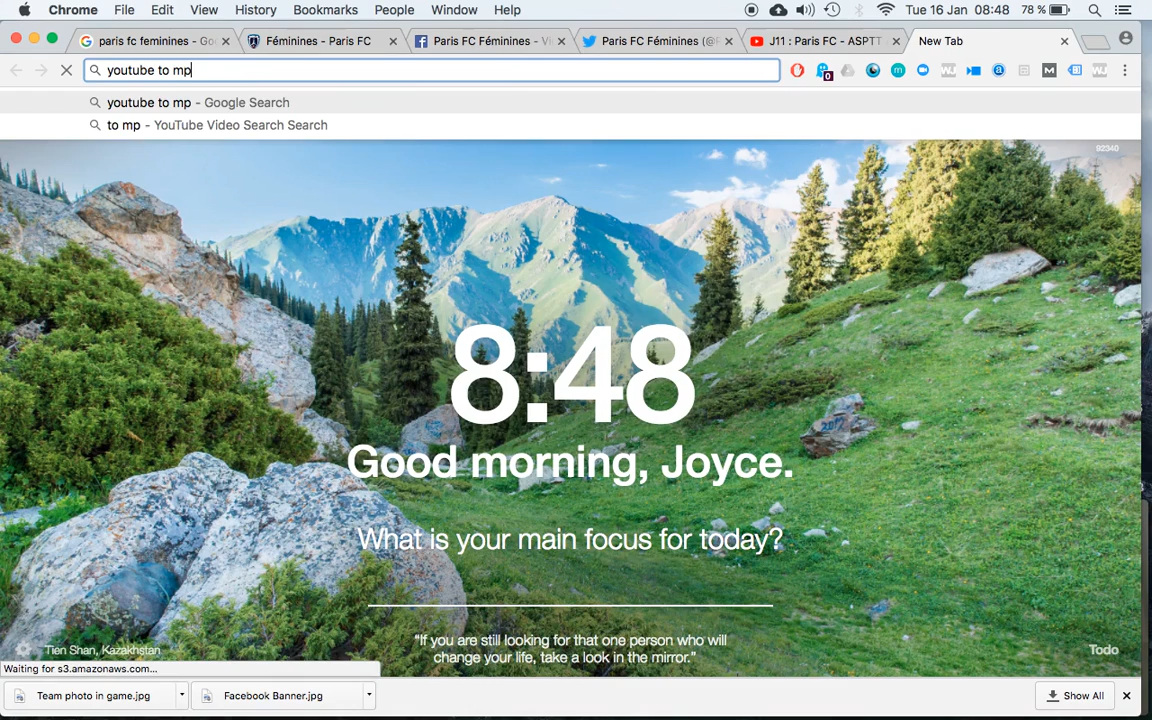 Chrome File Edit View History Bookmarks People Window Help Tue 16 Jan 08:48 78 %
paris fc feminines - Goo Féminines - Paris FC Paris FC Féminines - Vi Paris FC Féminines (@P J11 : Paris FC - ASPTT New Tab
youtube to mp
0 m M
youtube to mp - Google Search
to mp - YouTube Video Search Search
92340
8:48
Good morning, Joyce.
What is your main focus for today?
"If you are still looking for that one person who will
change your life, take a look in the mirror."
Tien Shan, Kazakhstan
Todo
Waiting for s3.amazonaws.com...
Team photo in game.jpg Facebook Banner.jpg Show All